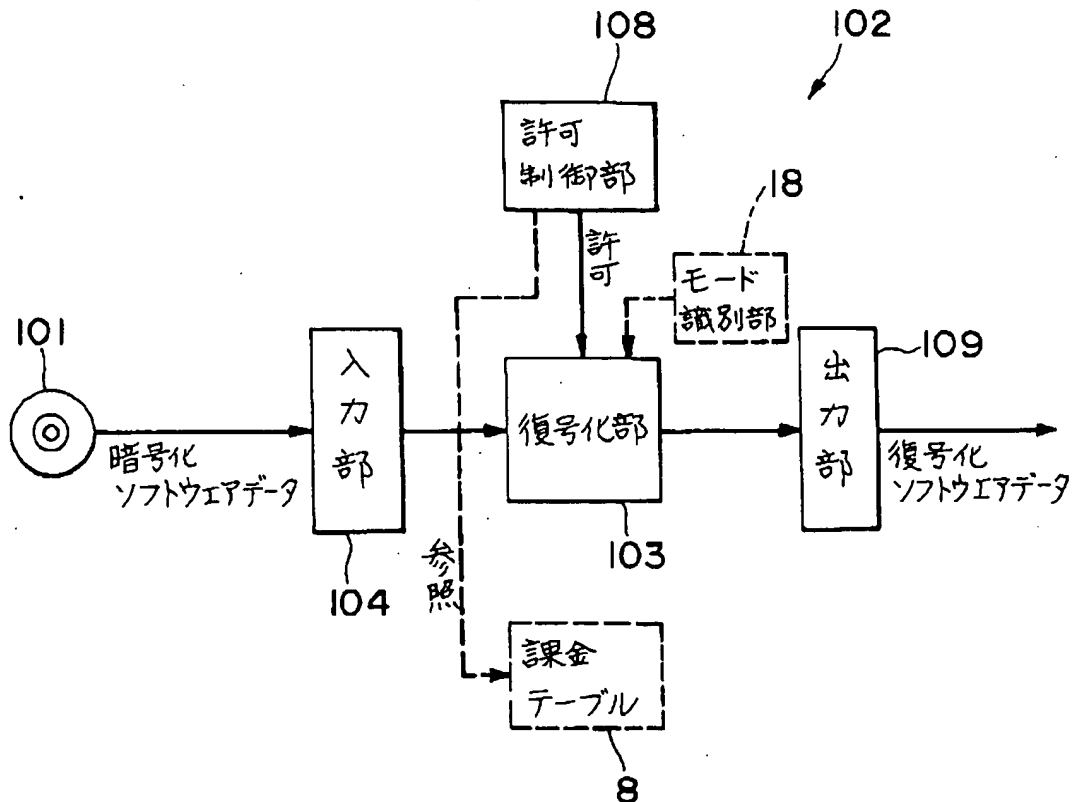 108
102
許可
制御部
18
許可
モード
識別部
101
入力部
109
出力部
復号化部
暗号化
ソフトウェアデータ
復号化
ソフトウェアデータ
103
参照
104
課金
テーブル
8